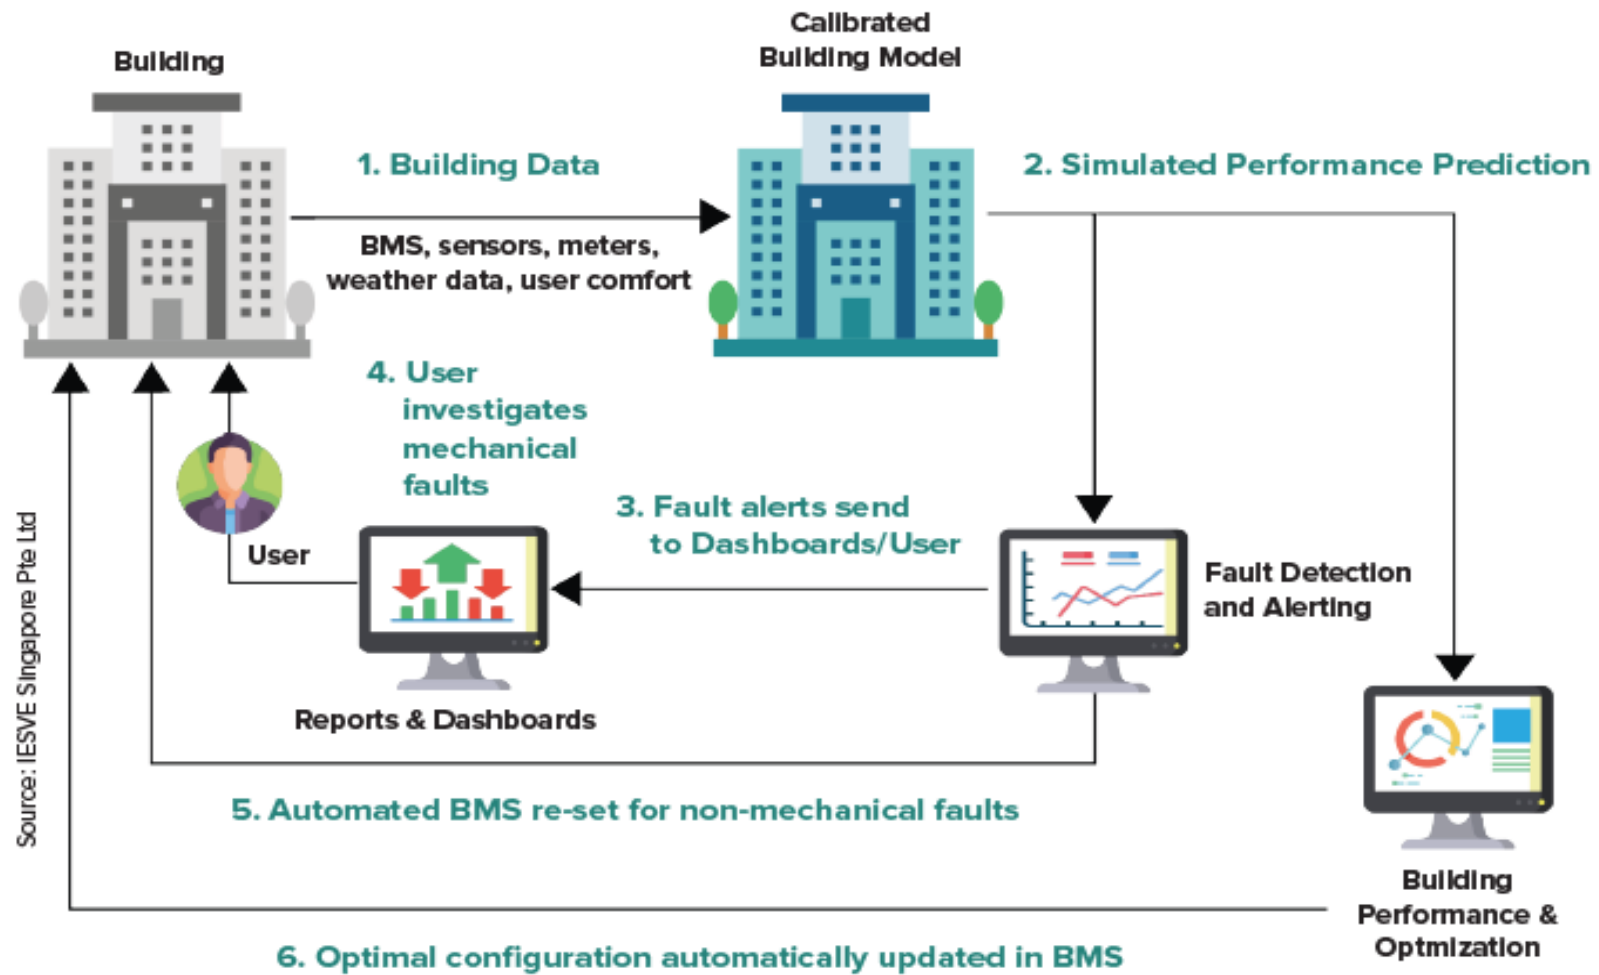 Calibrated
Building Model
Building
1. Building Data
2. Simulated Performance Prediction
BMS, sensors, meters,
weather data, user comfort
4. User
investigates
mechanical
faults
3. Fault alerts send
to Dashboards/User
User
Fault Detection
and Alerting
Reports & Dashboards
5. Automated BMS re-set for non-mechanical faults
Building
Performance &
Optmization
6. Optimal configuration automatically updated in BMS
Source: IESVE Singapore Pte Ltd